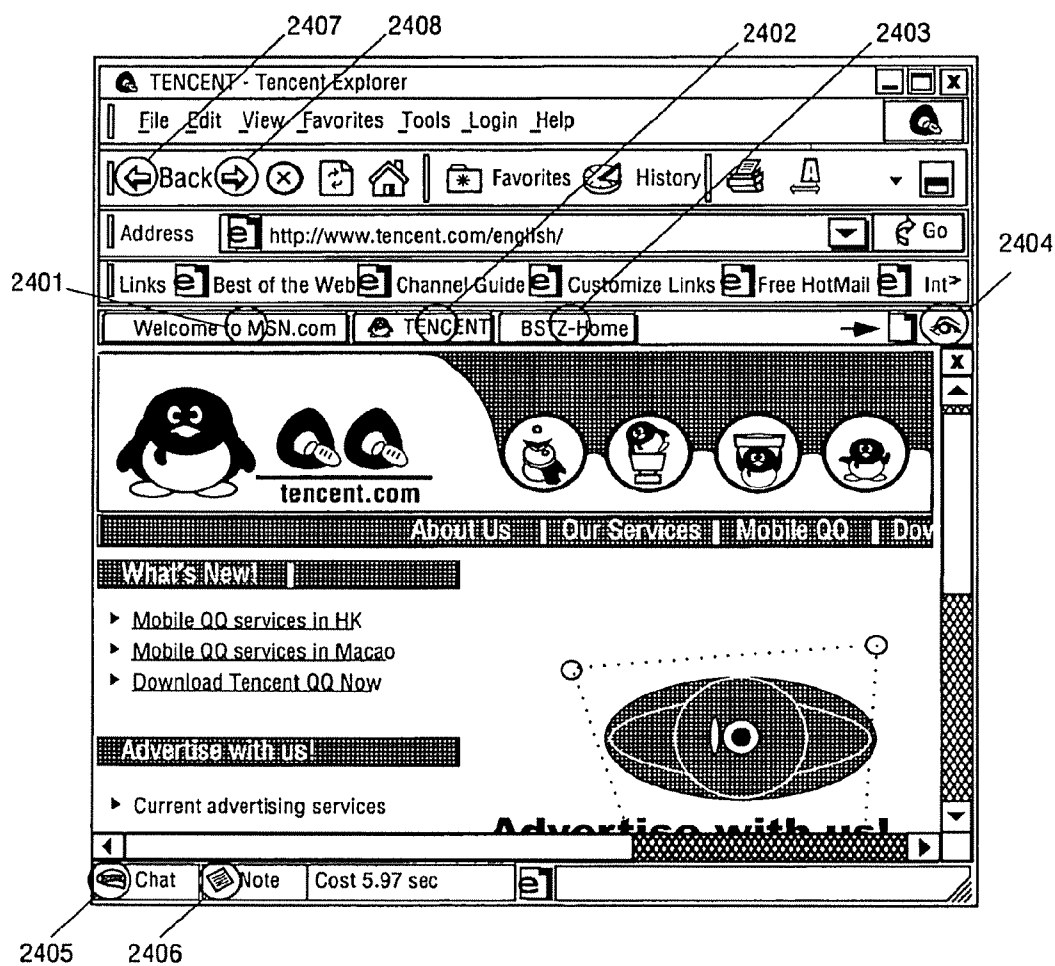 2407 2408 2402 2403
TENCENT - Tencent Explorer X
File Edit View Favorites Tools Login Help
Back Favorites History
Address http://www.tencent.com/english/ Go
2404
2401 Links Best of the Web Channel Guide Customize Links Free HotMail Int>
Welcome to MSN.com TENCENT BSTZ-Home
X
tencent.com
About Us | Our Services | Mobile QQ | Dow
What's New!
Mobile QQ services in HK
Mobile QQ services in Macao
Download Tencent QQ Now
Advertise with us!
Current advertising services
Advertise with us!
Chat Note Cost 5.97 sec
2405 2406